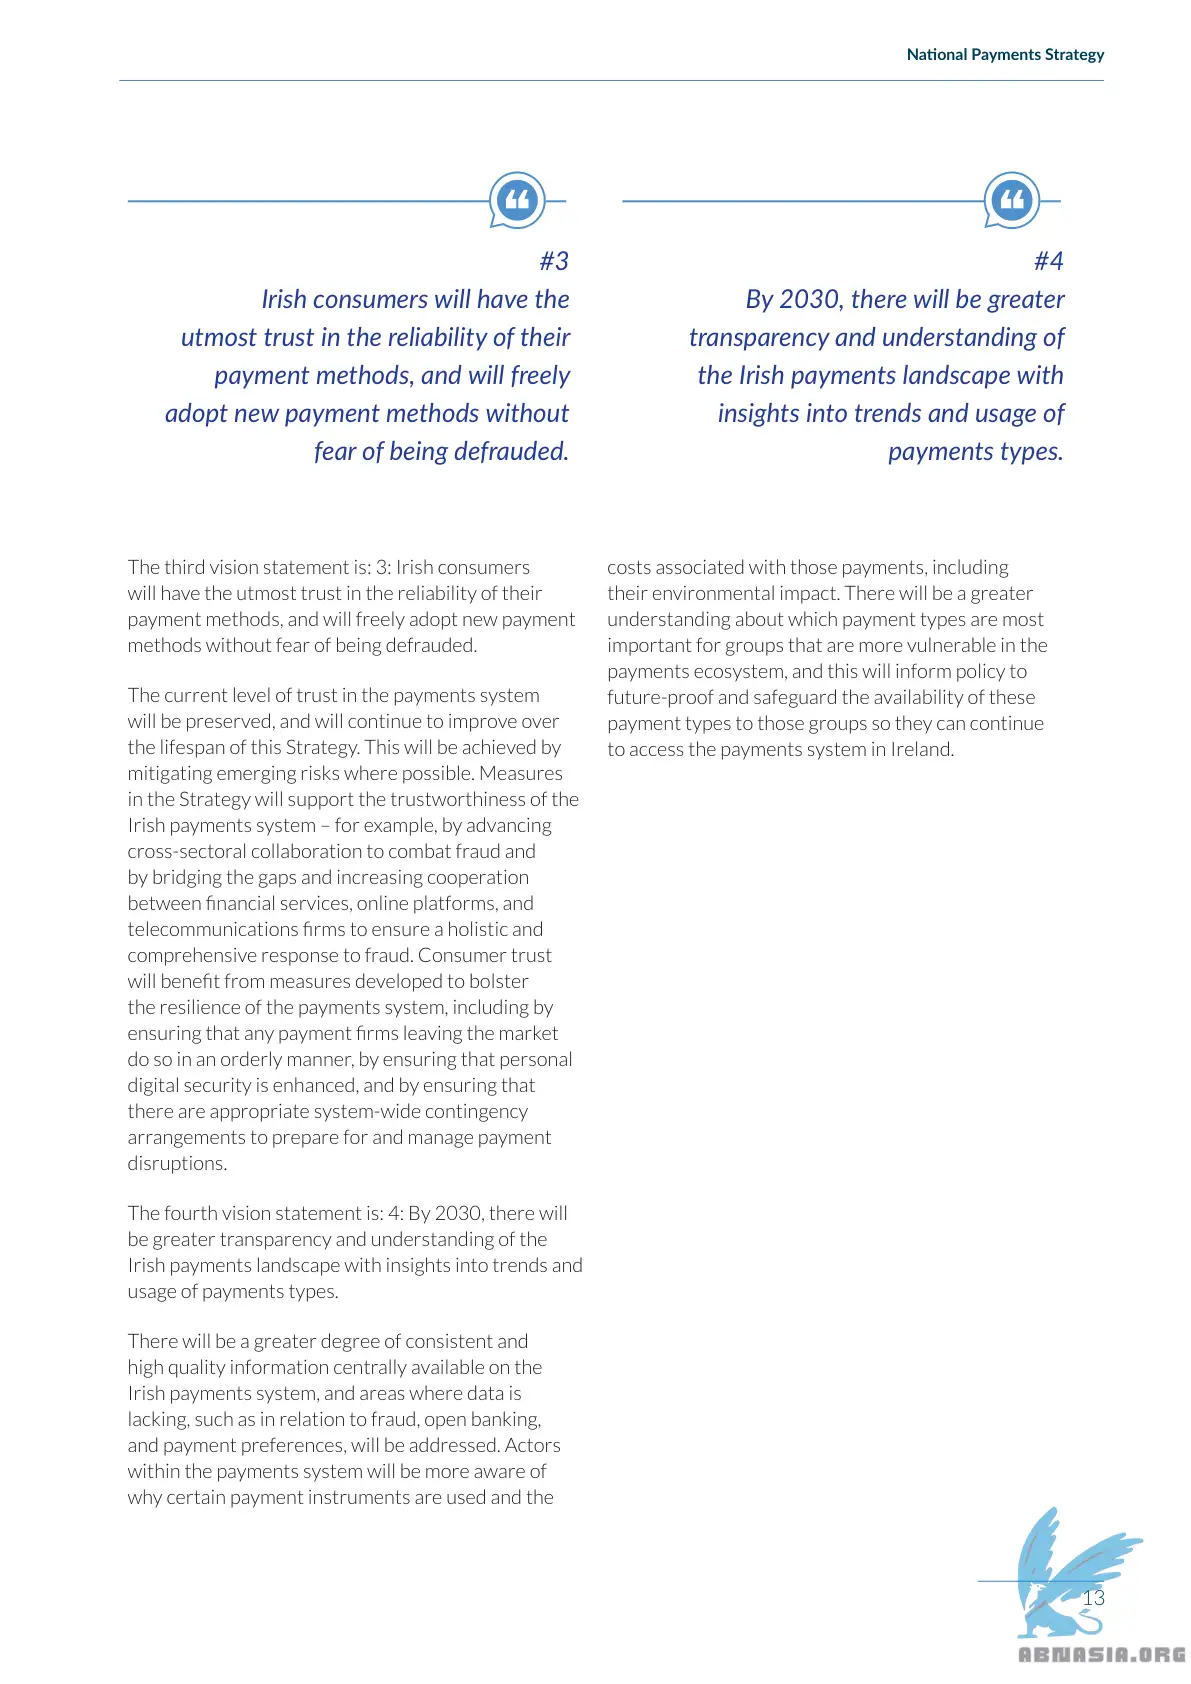 National Payments Strategy
#3
Irish consumers will have the
utmost trust in the reliability of their
payment methods, and will freely
adopt new payment methods without
fear of being defrauded.
#4
By 2030, there will be greater
transparency and understanding of
the Irish payments landscape with
insights into trends and usage of
payments types.
The third vision statement is: 3: Irish consumers
will have the utmost trust in the reliability of their
payment methods, and will freely adopt new payment
methods without fear of being defrauded.
The current level of trust in the payments system
will be preserved, and will continue to improve over
the lifespan of this Strategy. This will be achieved by
mitigating emerging risks where possible. Measures
in the Strategy will support the trustworthiness of the
Irish payments system – for example, by advancing
cross-sectoral collaboration to combat fraud and
by bridging the gaps and increasing cooperation
between financial services, online platforms, and
telecommunications firms to ensure a holistic and
comprehensive response to fraud. Consumer trust
will benefit from measures developed to bolster
the resilience of the payments system, including by
ensuring that any payment firms leaving the market
do so in an orderly manner, by ensuring that personal
digital security is enhanced, and by ensuring that
there are appropriate system-wide contingency
arrangements to prepare for and manage payment
disruptions.
The fourth vision statement is: 4: By 2030, there will
be greater transparency and understanding of the
Irish payments landscape with insights into trends and
usage of payments types.
There will be a greater degree of consistent and
high quality information centrally available on the
Irish payments system, and areas where data is
lacking, such as in relation to fraud, open banking,
and payment preferences, will be addressed. Actors
within the payments system will be more aware of
why certain payment instruments are used and the
costs associated with those payments, including
their environmental impact. There will be a greater
understanding about which payment types are most
important for groups that are more vulnerable in the
payments ecosystem, and this will inform policy to
future-proof and safeguard the availability of these
payment types to those groups so they can continue
to access the payments system in Ireland.
13
ABNASIA.ORG